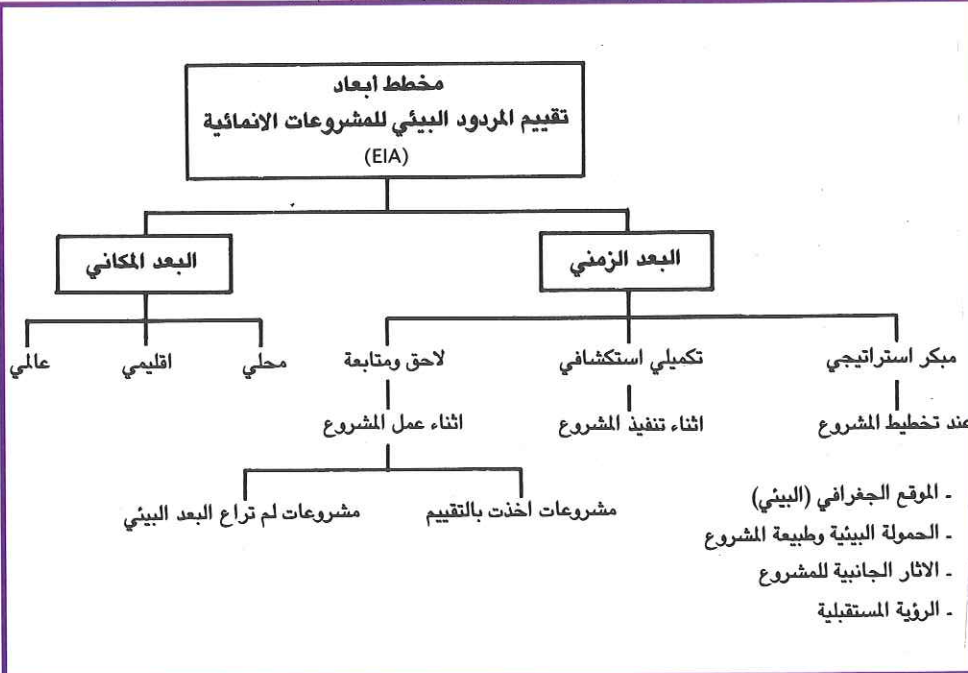 مخطط ابعاد
تقييم المردود البيئي للمشروعات الانمائية
(EIA)
البعد الزمني
البعد المكاني
مبكر استراتيجي
تكميلي استكشافي
لاحق ومتابعة
محلي
اقليمي
عالمي
عند تخطيط المشروع
اثناء تنفيذ المشروع
اثناء عمل المشروع
مشروعات اخذت بالتقييم
مشروعات لم تراع البعد البيئي
- الموقع الجغرافي (البيئي)
- الحمولة البيئية وطبيعة المشروع
- الاثار الجانبية للمشروع
- الرؤية المستقبلية